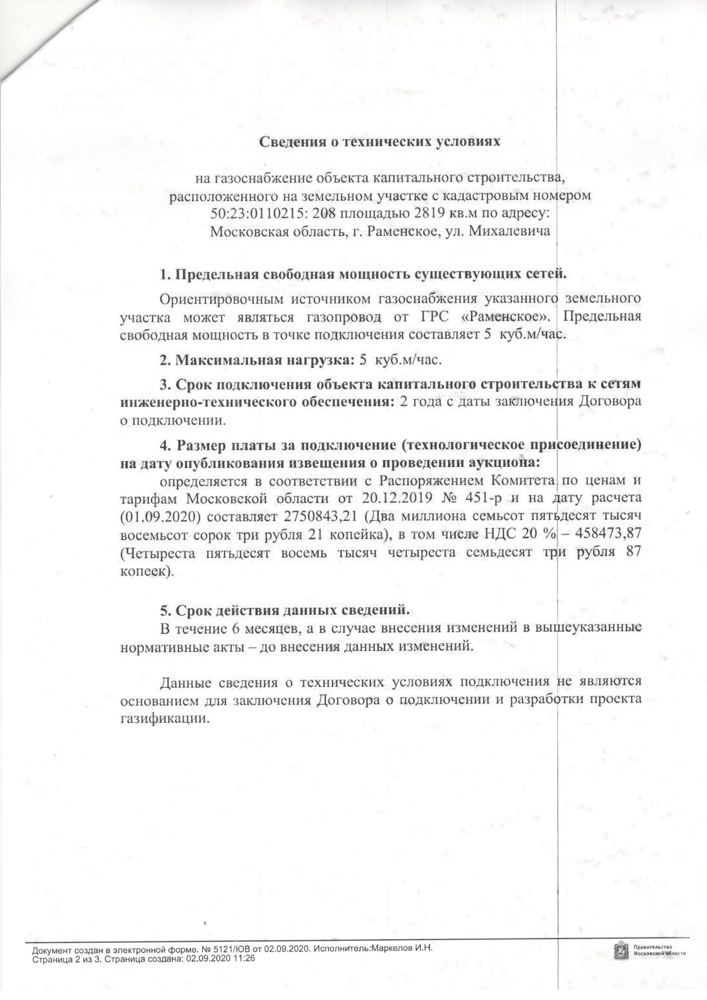 Сведения о технических условиях
на газоснабжение объекта капитального строительства,
расположенного на земельном участке с кадастровым номером
50:23:0110215: 208 площадью 2819 кв.м по адресу:
Московская область, г. Раменское, ул. Михалевича
1. Предельная свободная мощность существующих сетей.
Ориентировочным источником газоснабжения указанного земельного
участка может являться газопровод от ГРС «Раменское». Предельная
свободная мощность в точке подключения составляет 5 куб.м/час.
2. Максимальная нагрузка: 5 куб.м/час.
3. Срок подключения объекта капитального строительства к сетям
инженерно-технического обеспечения: 2 года с даты заключения Договора
о подключении.
4. Размер платы за подключение (технологическое присоединение)
на дату опубликования извещения о проведении аукциона:
определяется в соответствии с Распоряжением Комитета по ценам и
тарифам Московской области от 20.12.2019 № 451-р и на дату расчета
(01.09.2020) составляет 2750843,21 (Два миллиона семьсот пятьдесят тысяч
восемьсот сорок три рубля 21 копейка), в том числе НДС 20 % – 458473,87
(Четыреста пятьдесят восемь тысяч четыреста семьдесят три рубля 87
копеек).
5. Срок действия данных сведений.
В течение 6 месяцев, а в случае внесения изменений в вышеуказанные
нормативные акты – до внесения данных изменений.
Данные сведения о технических условиях подключения не являются
основанием для заключения Договора о подключении и разработки проекта
газификации.
Документ создан в электронной форме. № 5121/ЮВ от 02.09.2020. Исполнитель:Маркелов И.Н.
Страница 2 из 3. Страница создана: 02.09.2020 11:26
Правительство
Московской области